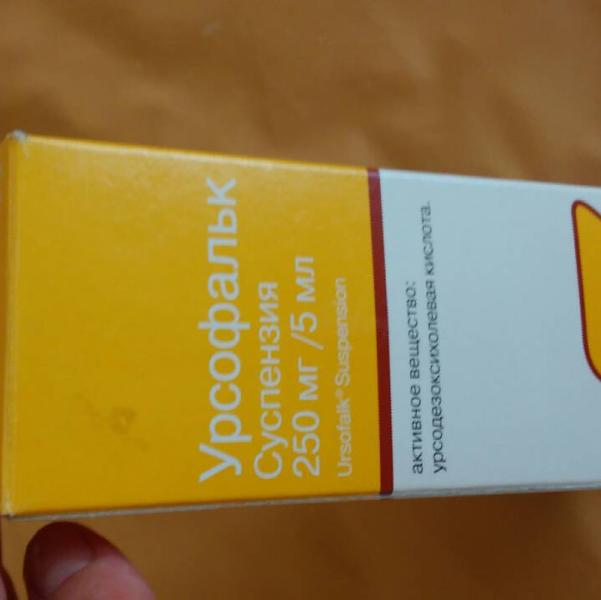 Урсофальк
Суспензия
250 мг /5 мл
Ursofalk® Suspension
активное вещество:
урсодезоксихолевая кислота.